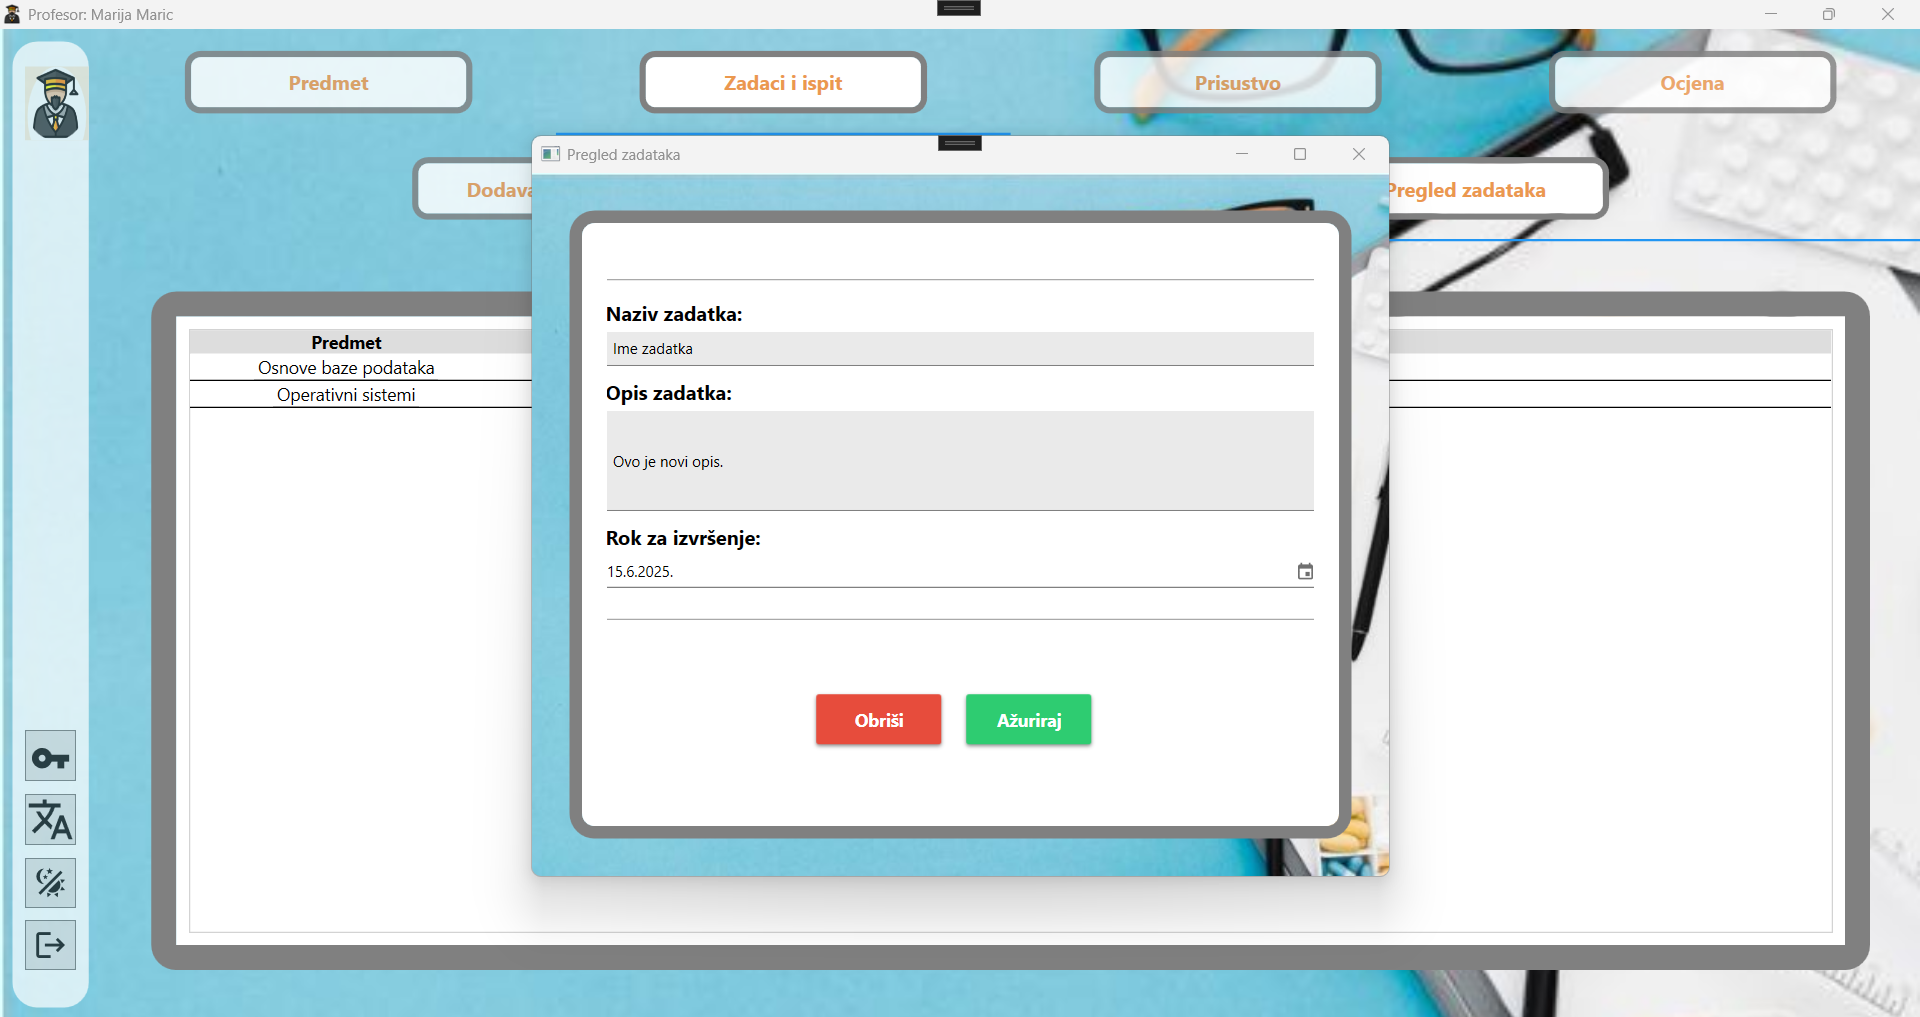 Profesor: Marija Maric
Predmet
Zadaci i ispit
Prisustvo
Ocjena
Pregled zadataka
Pregled zadataka
Naziv zadatka:
Ime zadatka
Opis zadatka:
Ovo je novi opis.
Rok za izvršenje:
15.6.2025.
Obriši
Ažuriraj
Predmet
Osnove baze podataka
Operativni sistemi